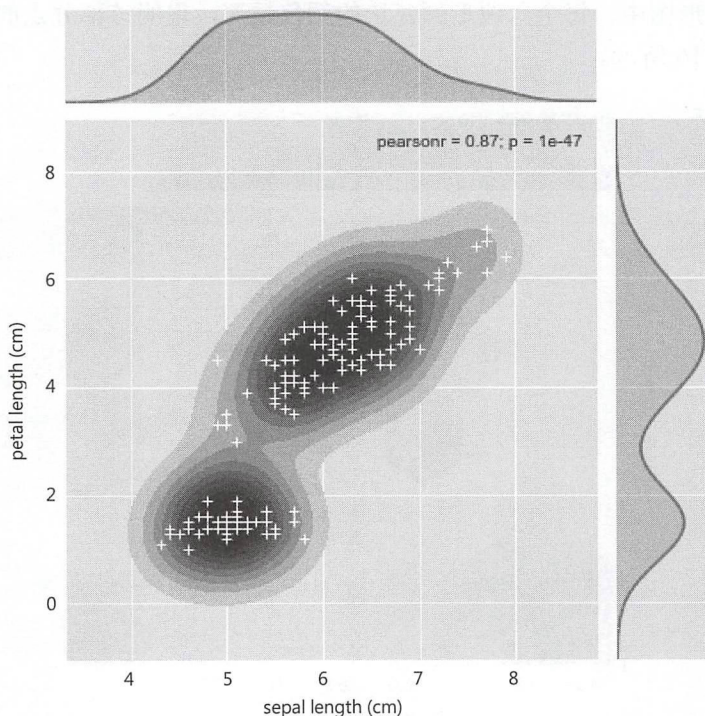 pearsonr = 0.87; p = 1e-47
8
6
4
2
0
petal length (cm)
4 5 6 7 8
sepal length (cm)